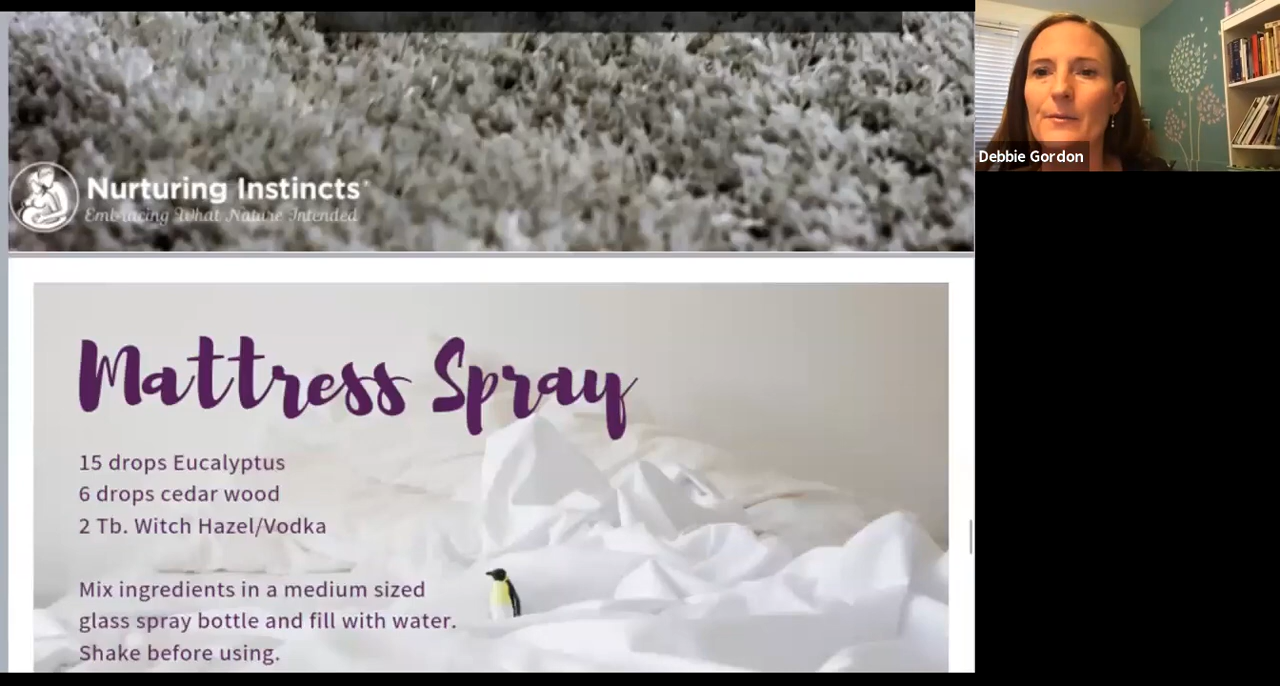 Nurturing Instincts
Embracing What Nature Intended
Debbie Gordon
Mattress Spray
15 drops Eucalyptus
6 drops cedar wood
2 Tb. Witch Hazel/Vodka
Mix ingredients in a medium sized
glass spray bottle and fill with water.
Shake before using.